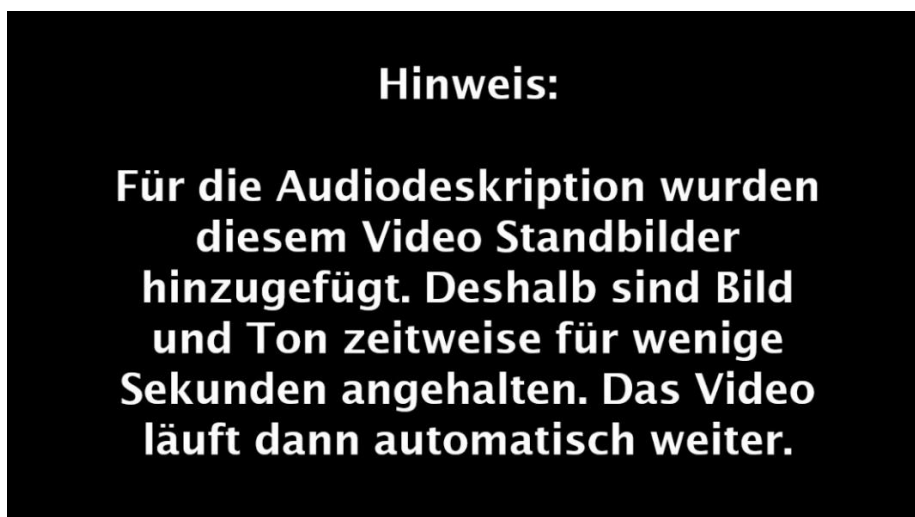 Hinweis:
Für die Audiodeskription wurden
diesem Video Standbilder
hinzugefügt. Deshalb sind Bild
und Ton zeitweise für wenige
Sekunden angehalten. Das Video
läuft dann automatisch weiter.